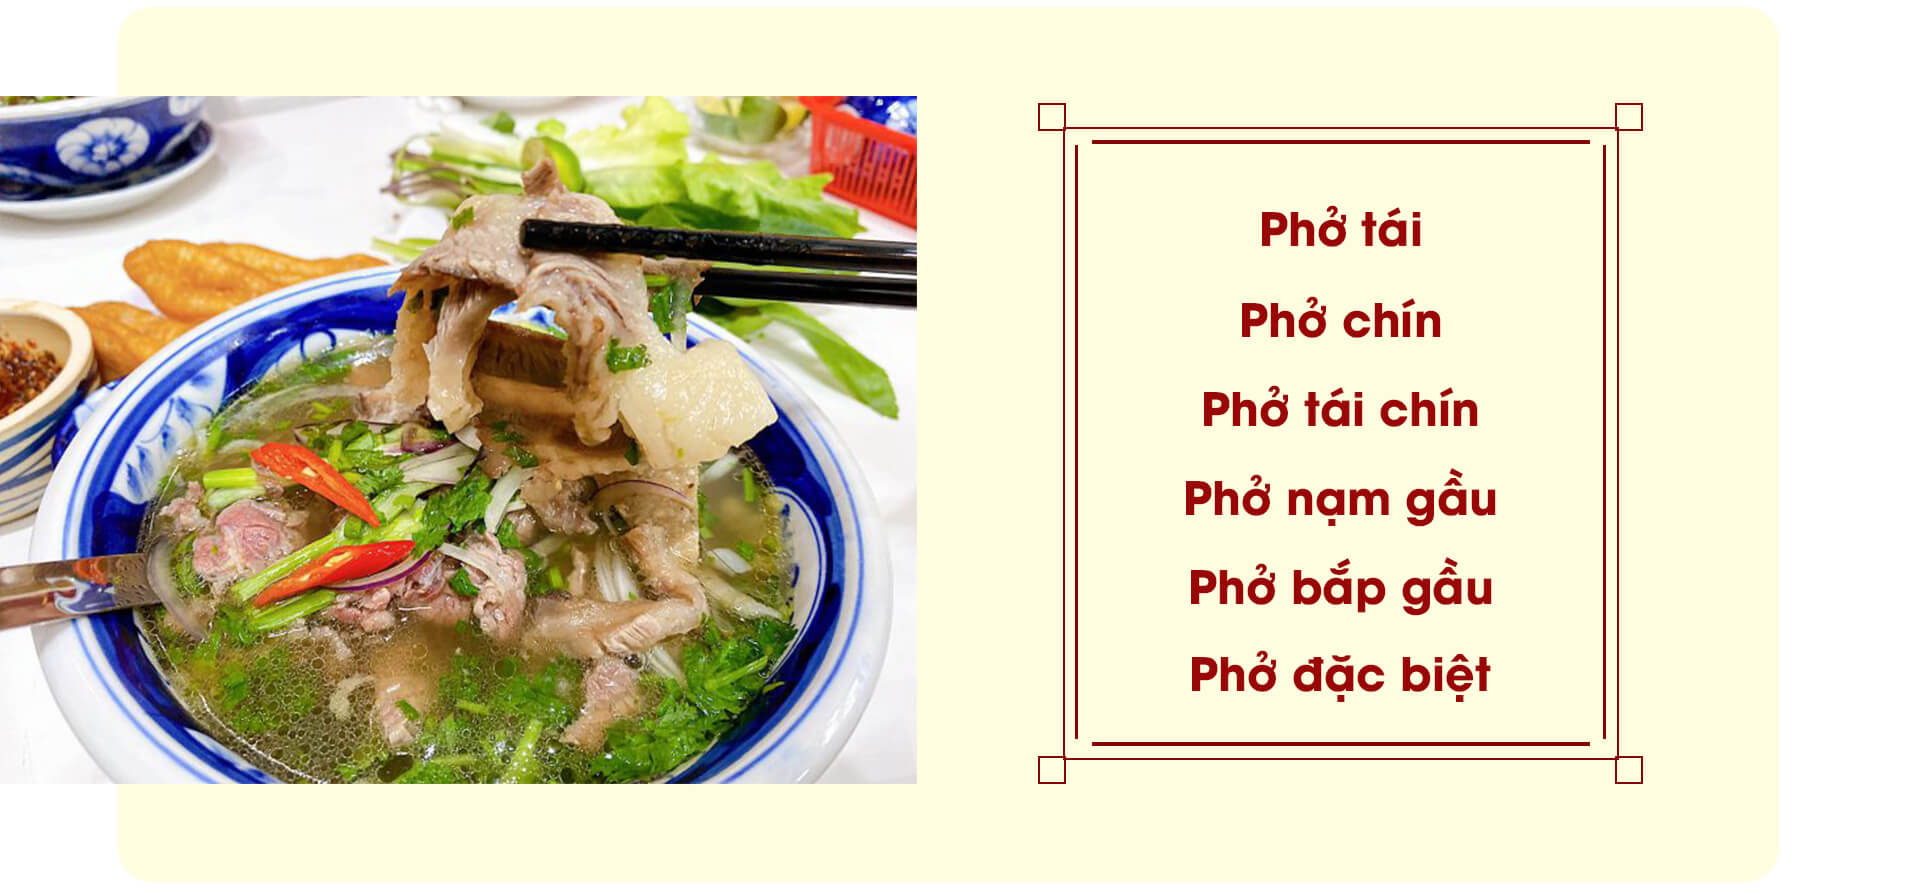 Phở tái
Phở chín
Phở tái chín
Phở nạm gầu
Phở bắp gầu
Phở đặc biệt